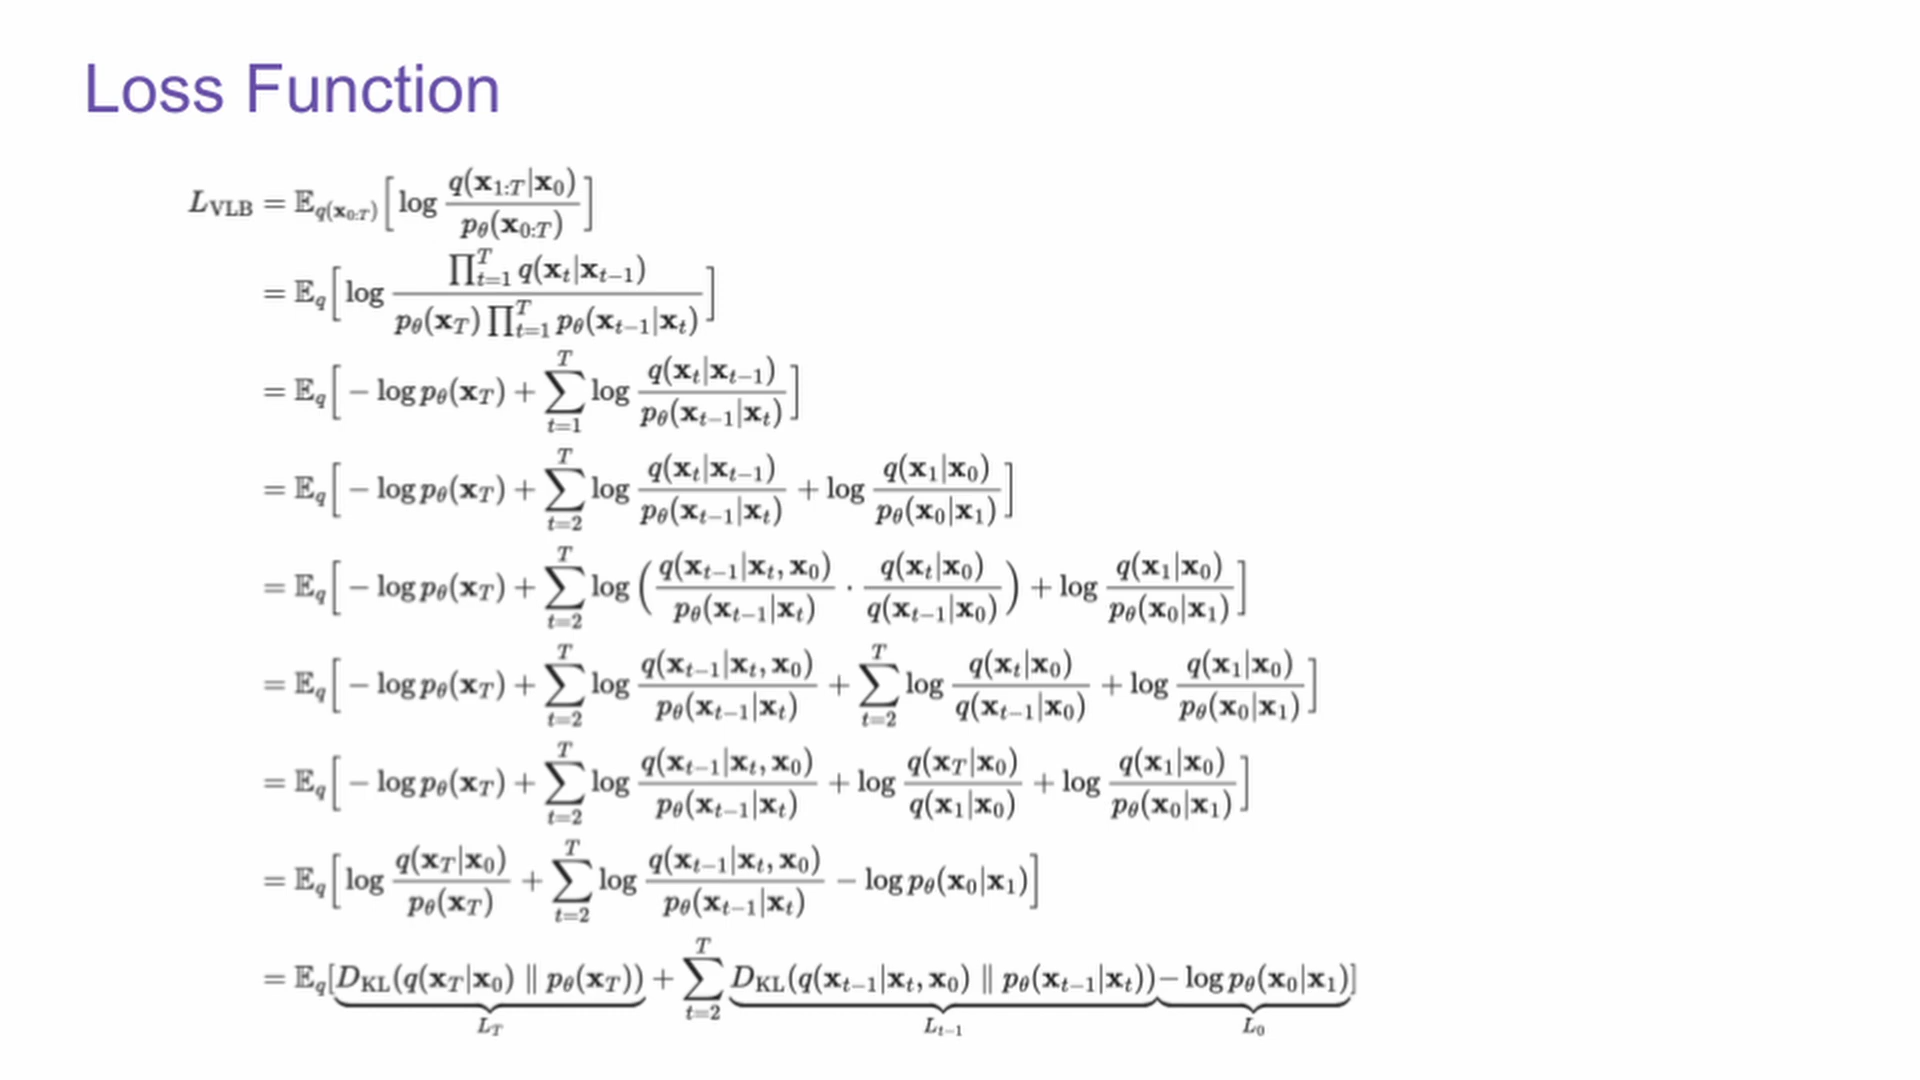 Loss Function
L_VLB = 𝔼_{q(𝐱_{0:T})} [ log q(𝐱_{1:T}|𝐱_0) / p_θ(𝐱_{0:T}) ]
= 𝔼_q [ log ∏_{t=1}^T q(𝐱_t|𝐱_{t−1}) / p_θ(𝐱_T) ∏_{t=1}^T p_θ(𝐱_{t−1}|𝐱_t) ]
= 𝔼_q [ − log p_θ(𝐱_T) + ∑_{t=1}^T log q(𝐱_t|𝐱_{t−1}) / p_θ(𝐱_{t−1}|𝐱_t) ]
= 𝔼_q [ − log p_θ(𝐱_T) + ∑_{t=2}^T log q(𝐱_t|𝐱_{t−1}) / p_θ(𝐱_{t−1}|𝐱_t) + log q(𝐱_1|𝐱_0) / p_θ(𝐱_0|𝐱_1) ]
= 𝔼_q [ − log p_θ(𝐱_T) + ∑_{t=2}^T log ( q(𝐱_{t−1}|𝐱_t, 𝐱_0) / p_θ(𝐱_{t−1}|𝐱_t) · q(𝐱_t|𝐱_0) / q(𝐱_{t−1}|𝐱_0) ) + log q(𝐱_1|𝐱_0) / p_θ(𝐱_0|𝐱_1) ]
= 𝔼_q [ − log p_θ(𝐱_T) + ∑_{t=2}^T log q(𝐱_{t−1}|𝐱_t, 𝐱_0) / p_θ(𝐱_{t−1}|𝐱_t) + ∑_{t=2}^T log q(𝐱_t|𝐱_0) / q(𝐱_{t−1}|𝐱_0) + log q(𝐱_1|𝐱_0) / p_θ(𝐱_0|𝐱_1) ]
= 𝔼_q [ − log p_θ(𝐱_T) + ∑_{t=2}^T log q(𝐱_{t−1}|𝐱_t, 𝐱_0) / p_θ(𝐱_{t−1}|𝐱_t) + log q(𝐱_T|𝐱_0) / q(𝐱_1|𝐱_0) + log q(𝐱_1|𝐱_0) / p_θ(𝐱_0|𝐱_1) ]
= 𝔼_q [ log q(𝐱_T|𝐱_0) / p_θ(𝐱_T) + ∑_{t=2}^T log q(𝐱_{t−1}|𝐱_t, 𝐱_0) / p_θ(𝐱_{t−1}|𝐱_t) − log p_θ(𝐱_0|𝐱_1) ]
= 𝔼_q [D_KL(q(𝐱_T|𝐱_0) ∥ p_θ(𝐱_T)) + ∑_{t=2}^T D_KL(q(𝐱_{t−1}|𝐱_t, 𝐱_0) ∥ p_θ(𝐱_{t−1}|𝐱_t)) − log p_θ(𝐱_0|𝐱_1)]
L_T L_{t−1} L_0